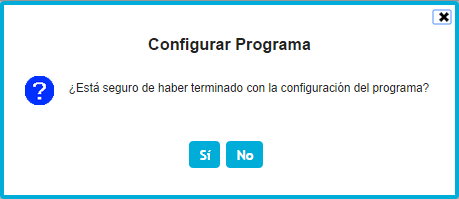 Configurar Programa
¿Está seguro de haber terminado con la configuración del programa?
Sí No